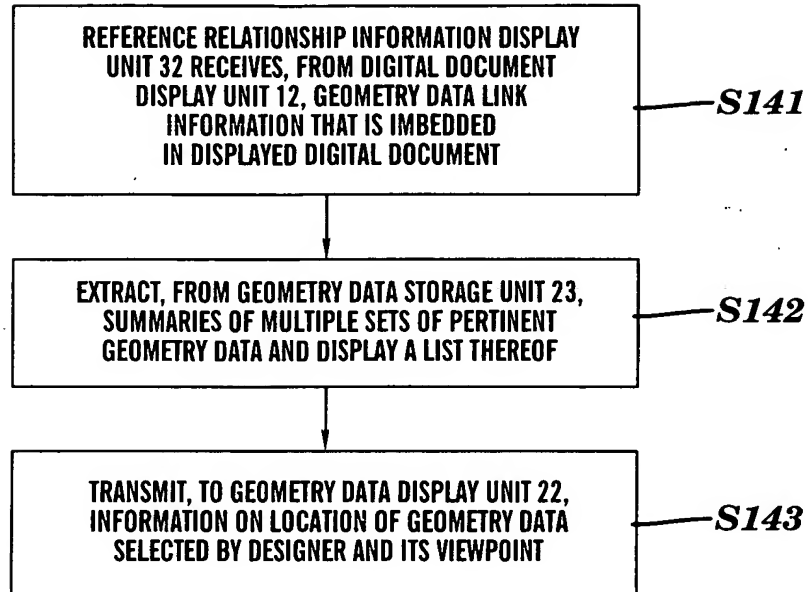 REFERENCE RELATIONSHIP INFORMATION DISPLAY
UNIT 32 RECEIVES, FROM DIGITAL DOCUMENT
DISPLAY UNIT 12, GEOMETRY DATA LINK
INFORMATION THAT IS IMBEDDED
IN DISPLAYED DIGITAL DOCUMENT
S141
EXTRACT, FROM GEOMETRY DATA STORAGE UNIT 23,
SUMMARIES OF MULTIPLE SETS OF PERTINENT
GEOMETRY DATA AND DISPLAY A LIST THEREOF
S142
TRANSMIT, TO GEOMETRY DATA DISPLAY UNIT 22,
INFORMATION ON LOCATION OF GEOMETRY DATA
SELECTED BY DESIGNER AND ITS VIEWPOINT
S143